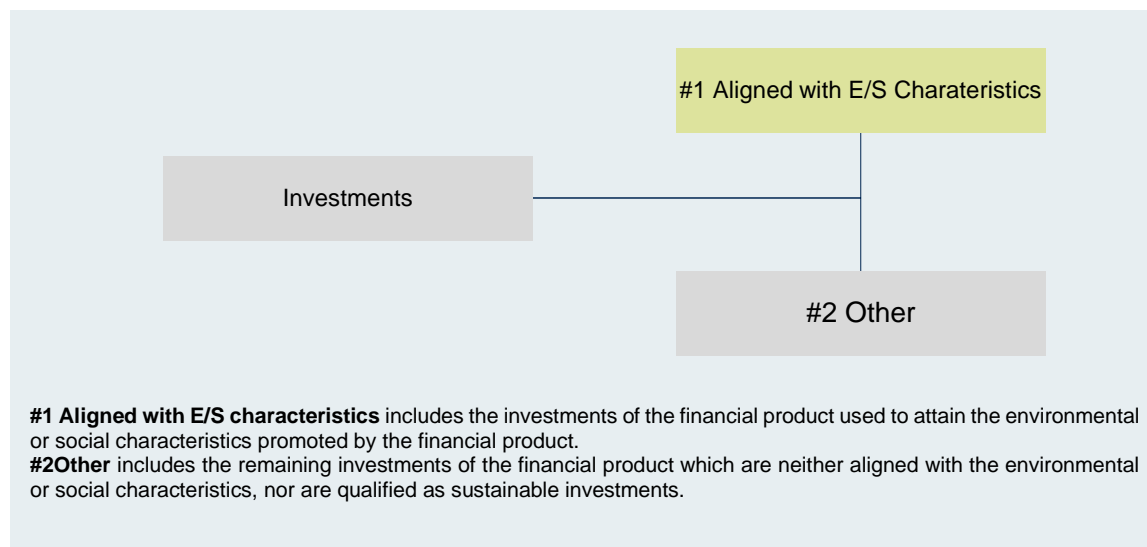 #1 Aligned with E/S Charateristics
Investments
#2 Other
#1 Aligned with E/S characteristics includes the investments of the financial product used to attain the environmental
or social characteristics promoted by the financial product.
#2Other includes the remaining investments of the financial product which are neither aligned with the environmental
or social characteristics, nor are qualified as sustainable investments.